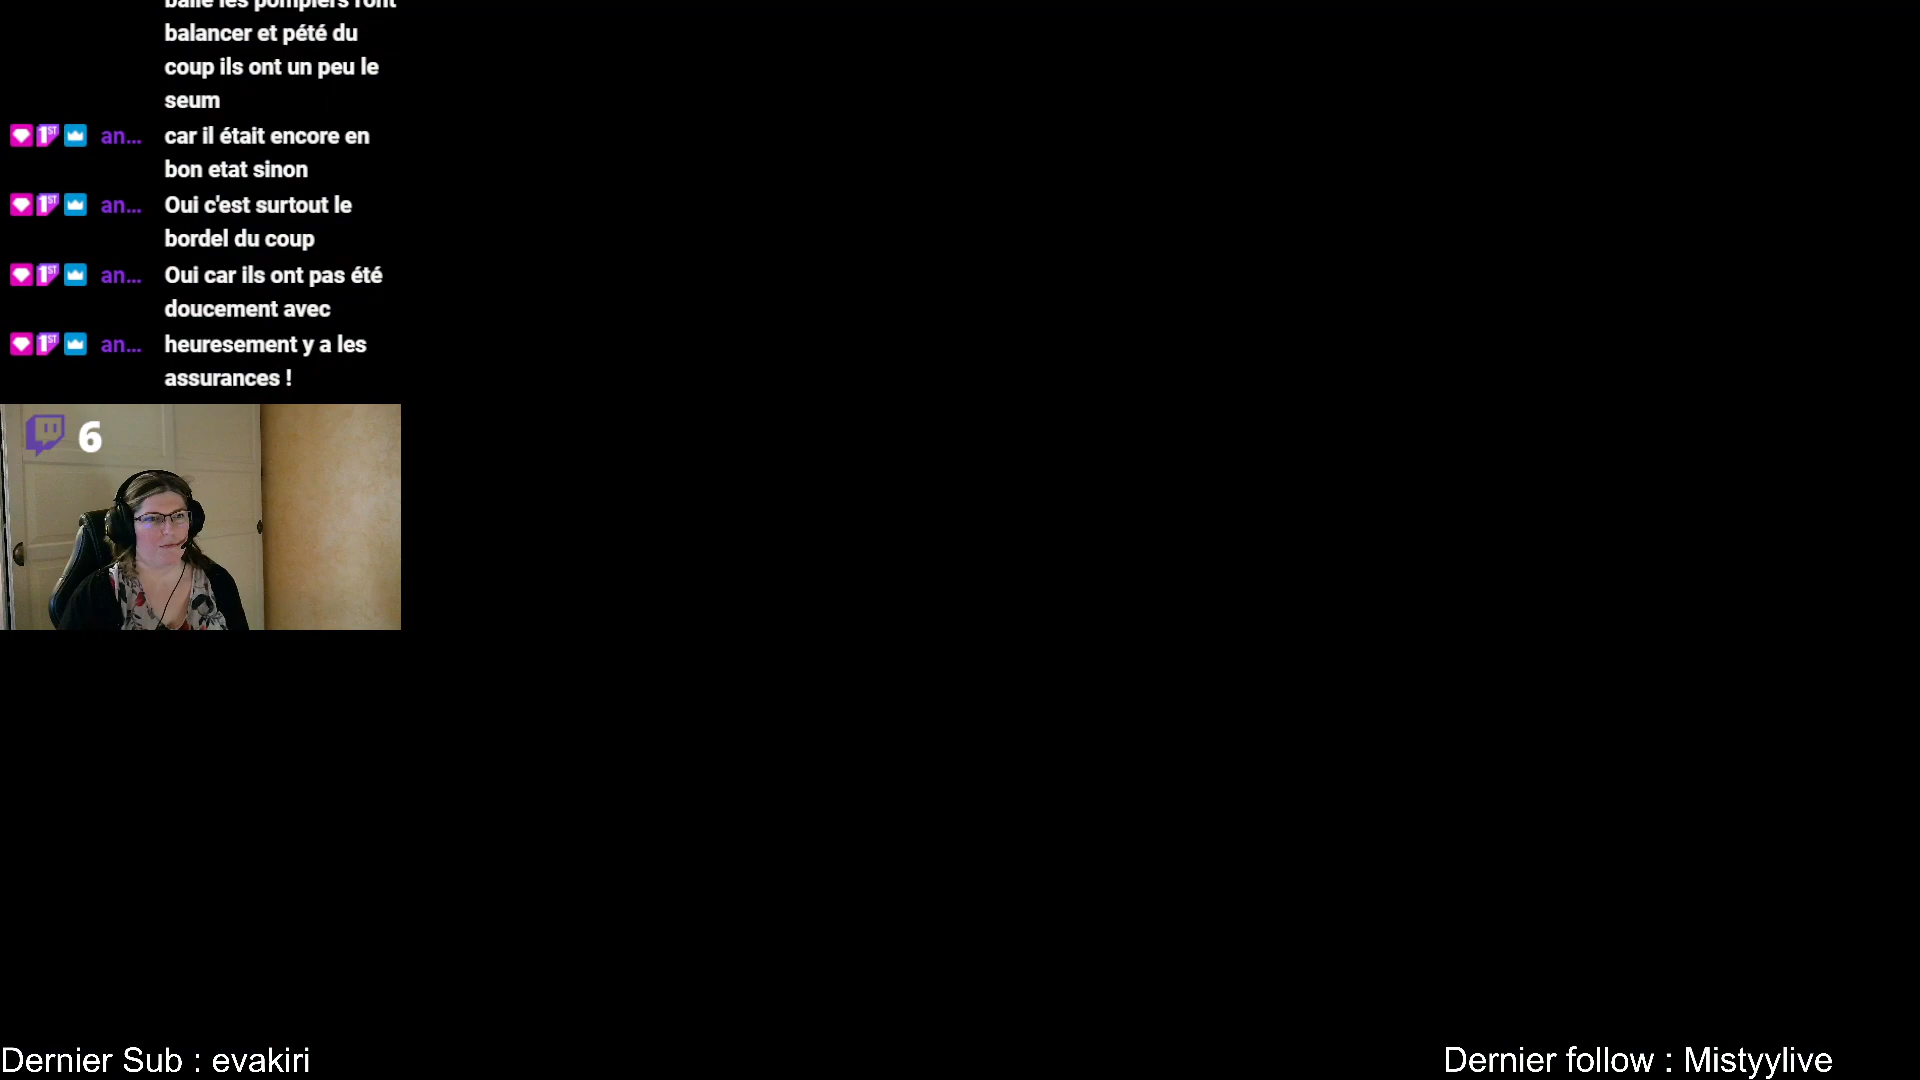 balancer et pété du
coup ils ont un peu le
seum
an... car il était encore en
bon etat sinon
an... Oui c'est surtout le
bordel du coup
an... Oui car ils ont pas été
doucement avec
an... heuresement y a les
assurances !
6
Dernier Sub : evakiri
Dernier follow : Mistyylive